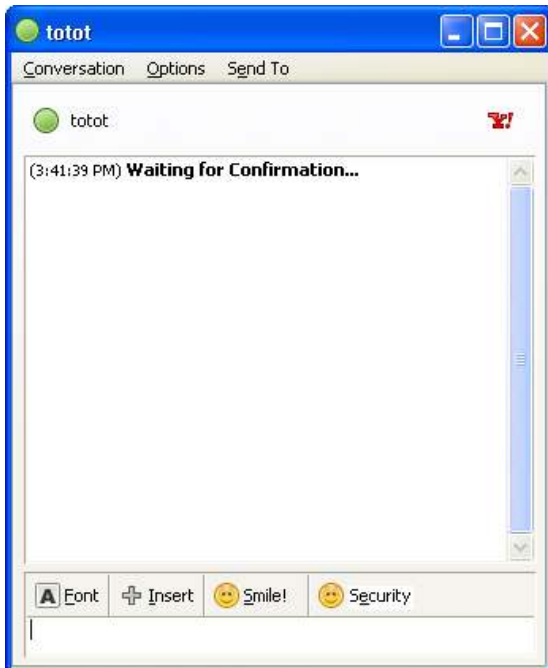 totot
Conversation Options Send To
totot
Y!
(3:41:39 PM) Waiting for Confirmation...
A Font Insert Smile! Security